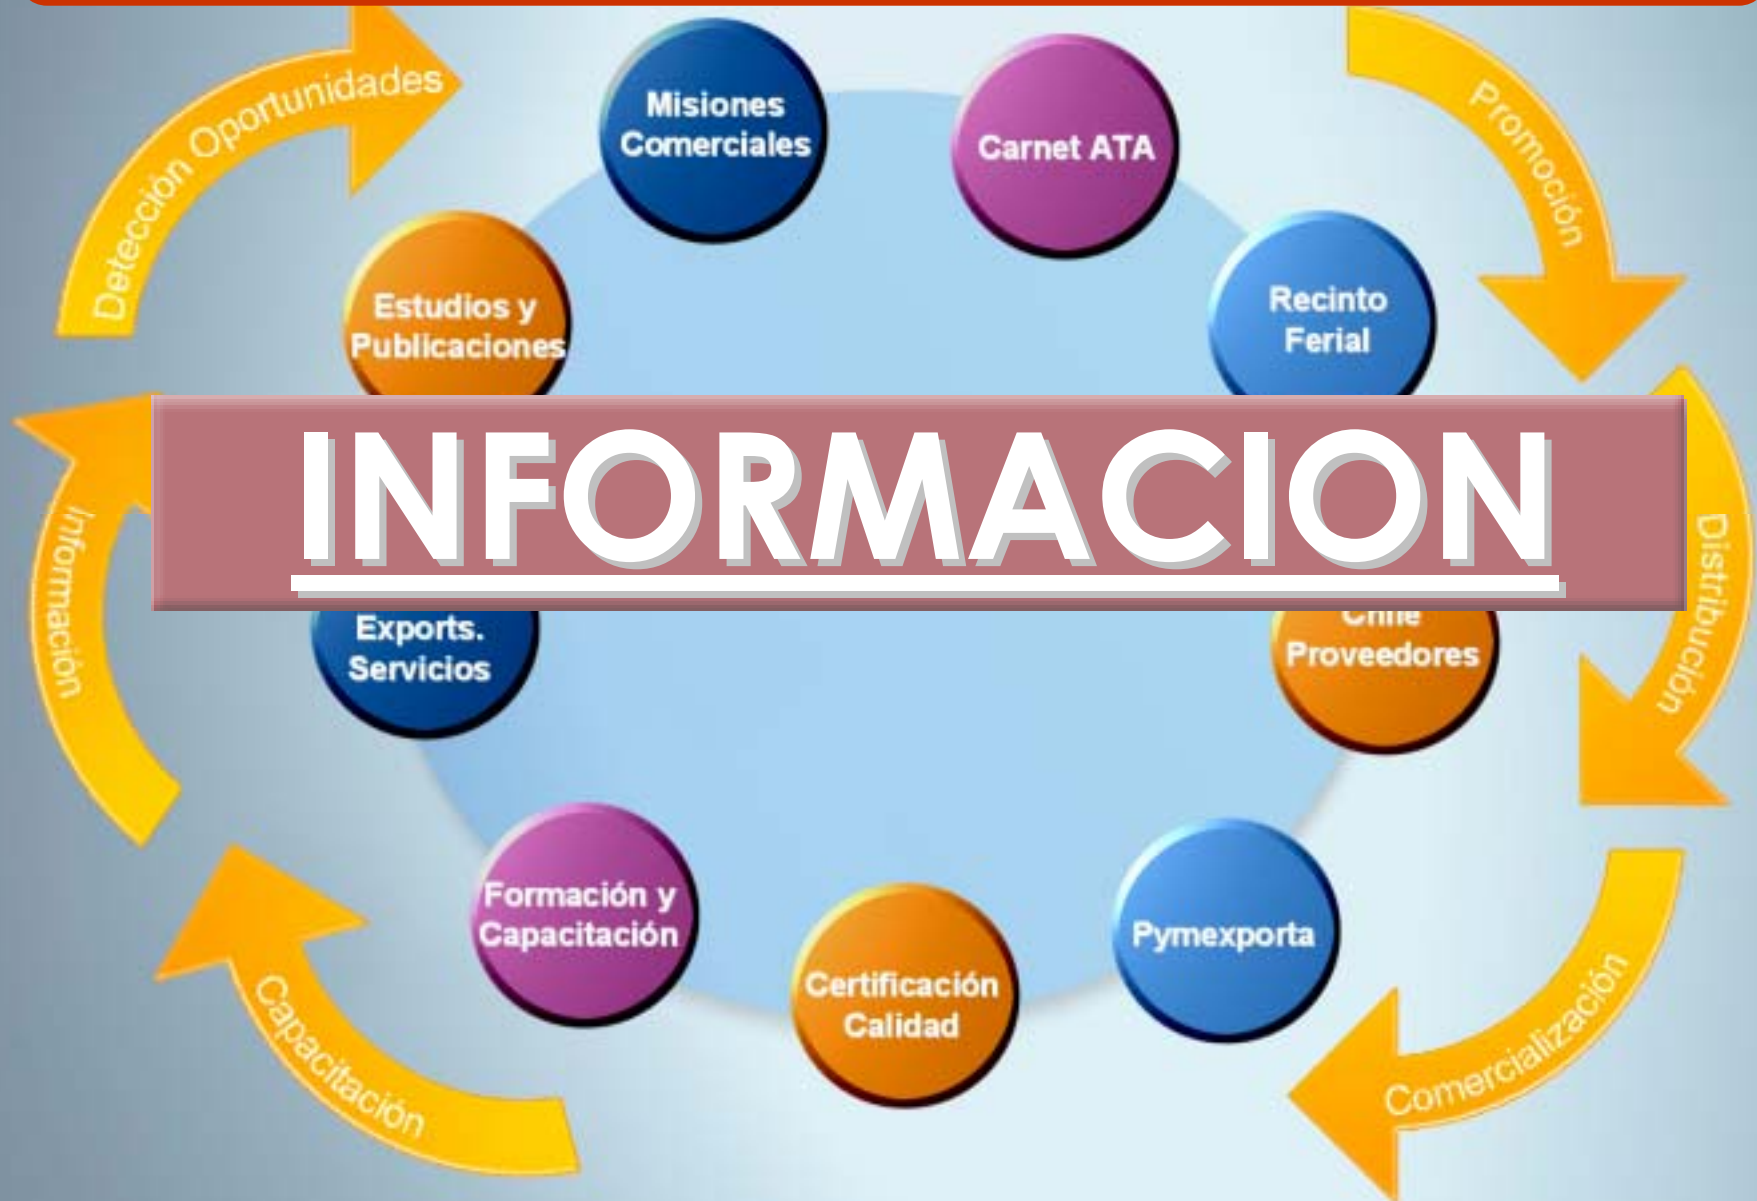 Detección Oportunidades
Misiones
Comerciales
Carnet ATA
Promoción
Estudios y
Publicaciones
Recinto
Ferial
INFORMACION
Información
Distribución
Exports.
Servicios
Chile
Proveedores
Formación y
Capacitación
Pymexporta
Certificación
Calidad
Capacitación
Comercialización